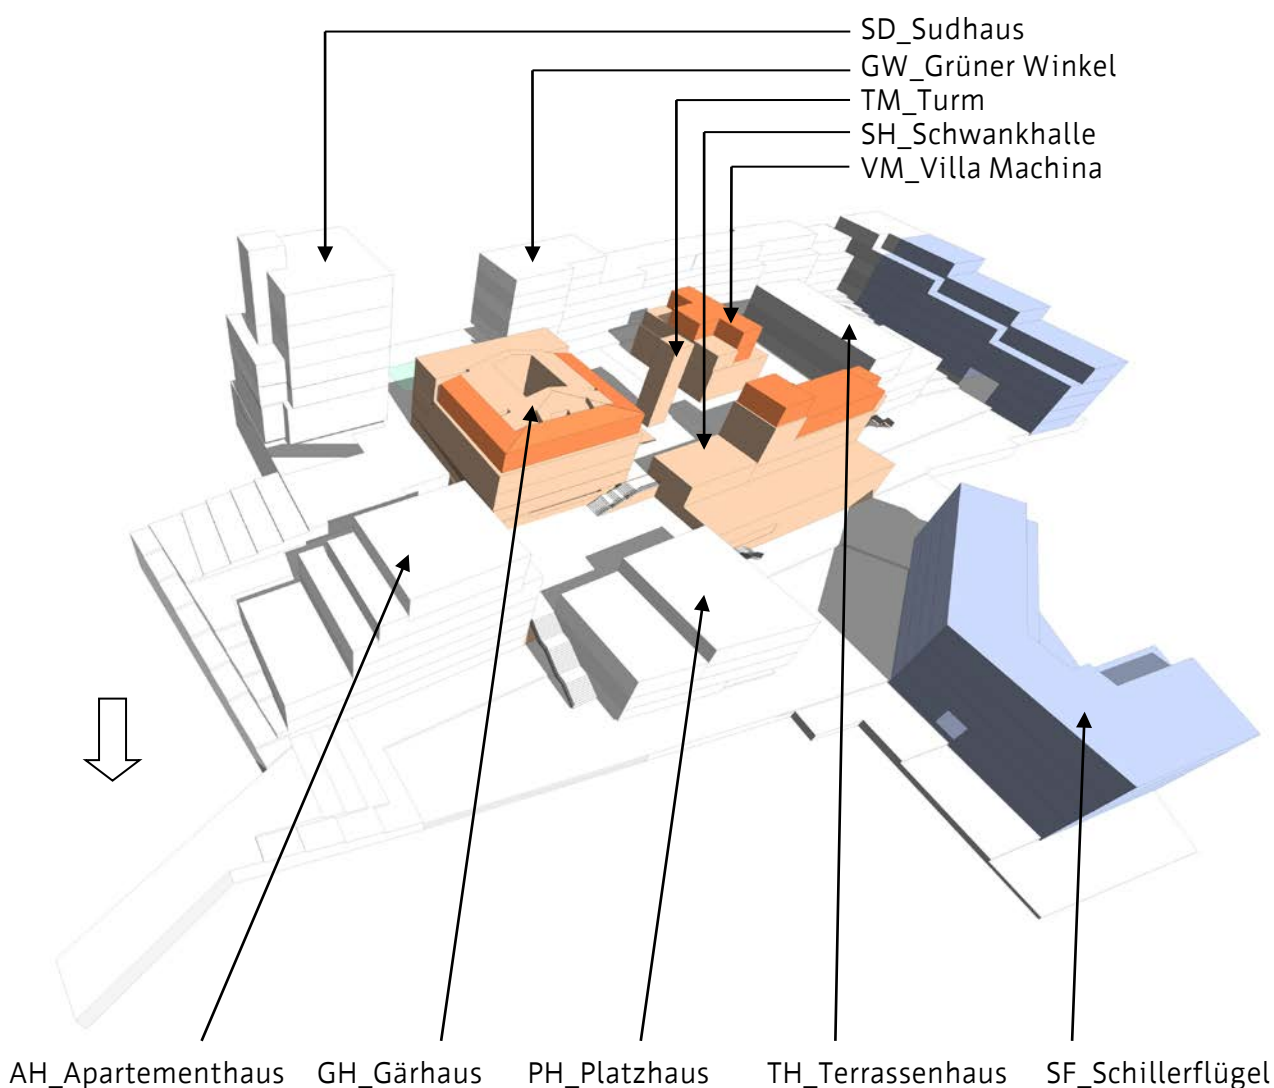 SD_Sudhaus
GW_Grüner Winkel
TM_Turm
SH_Schwankhalle
VM_Villa Machina
AH_Apartementhaus GH_Gärhaus PH_Platzhaus TH_Terrassenhaus SF_Schillerflügel